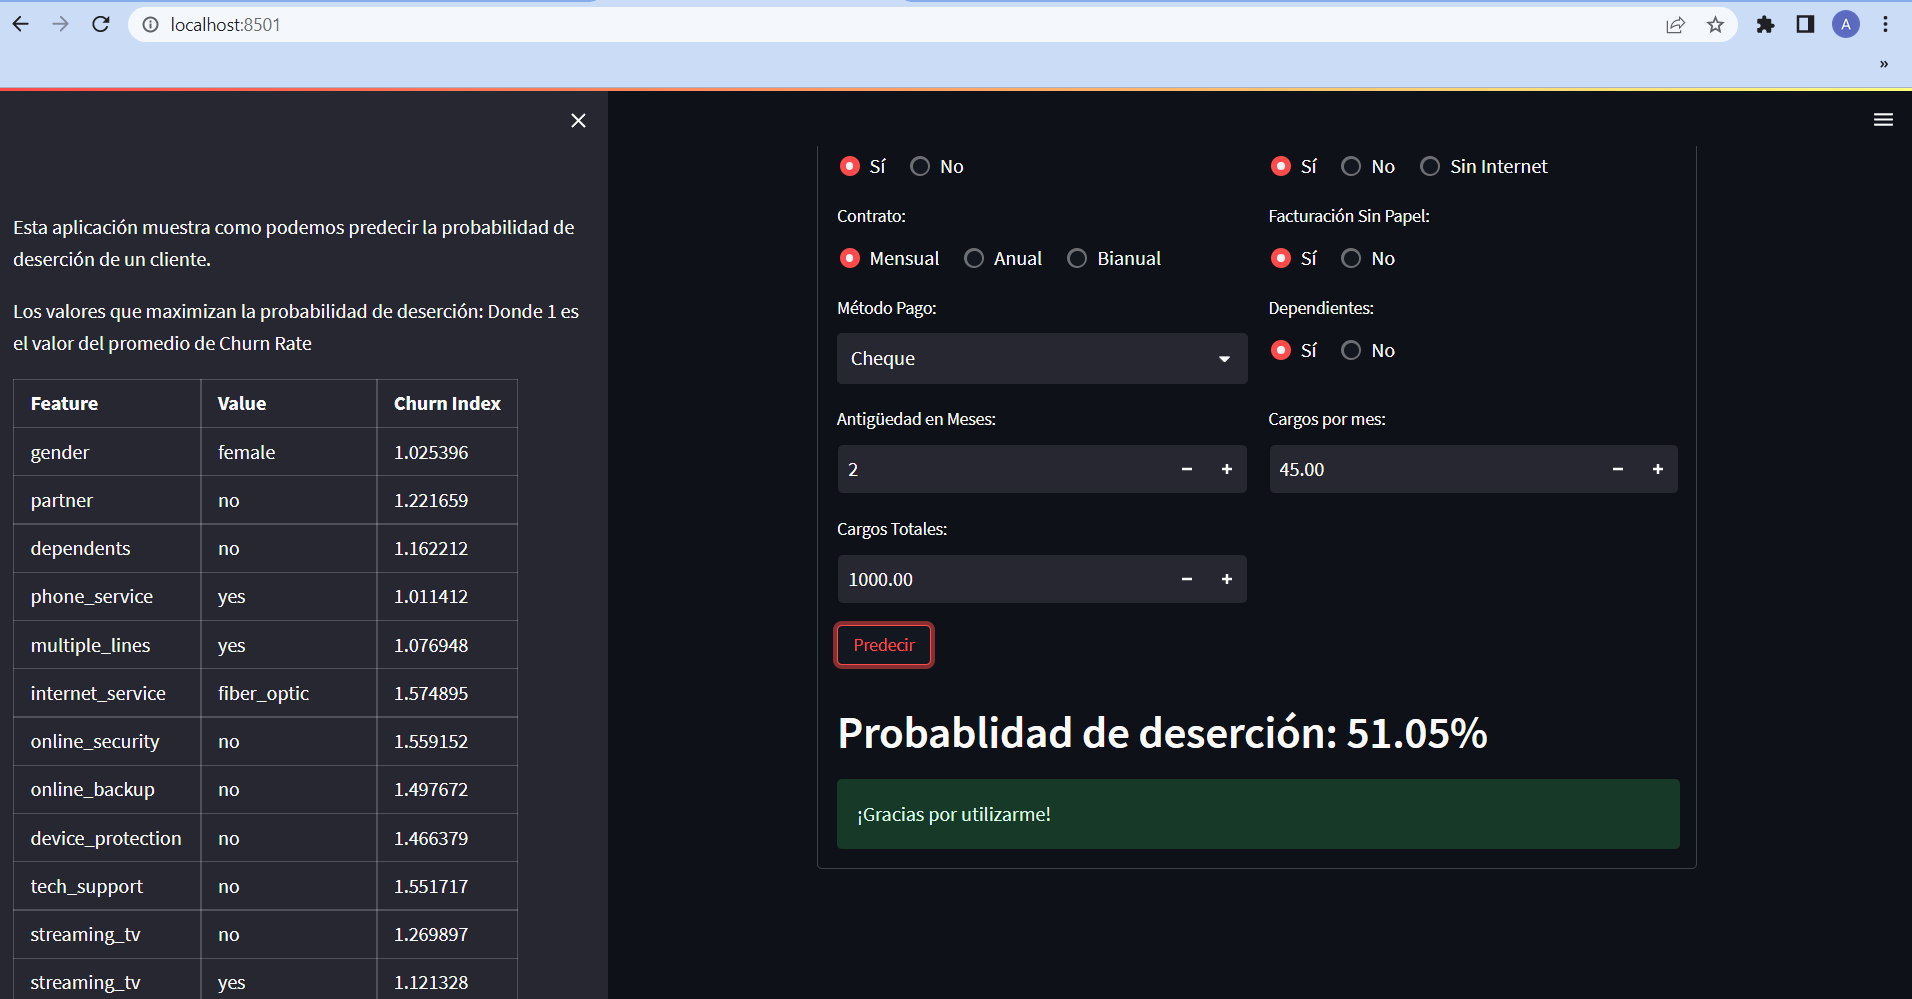 localhost:8501
A
»
Esta aplicación muestra como podemos predecir la probabilidad de
deserción de un cliente.
Los valores que maximizan la probabilidad de deserción: Donde 1 es
el valor del promedio de Churn Rate
Feature Value Churn Index
gender female 1.025396
partner no 1.221659
dependents no 1.162212
phone_service yes 1.011412
multiple_lines yes 1.076948
internet_service fiber_optic 1.574895
online_security no 1.559152
online_backup no 1.497672
device_protection no 1.466379
tech_support no 1.551717
streaming_tv no 1.269897
streaming_tv yes 1.121328
Sí No Sí No Sin Internet
Contrato: Facturación Sin Papel:
Mensual Anual Bianual Sí No
Método Pago: Dependientes:
Cheque Sí No
Antigüedad en Meses: Cargos por mes:
2 − + 45.00 − +
Cargos Totales:
1000.00 − +
Predecir
Probablidad de deserción: 51.05%
¡Gracias por utilizarme!